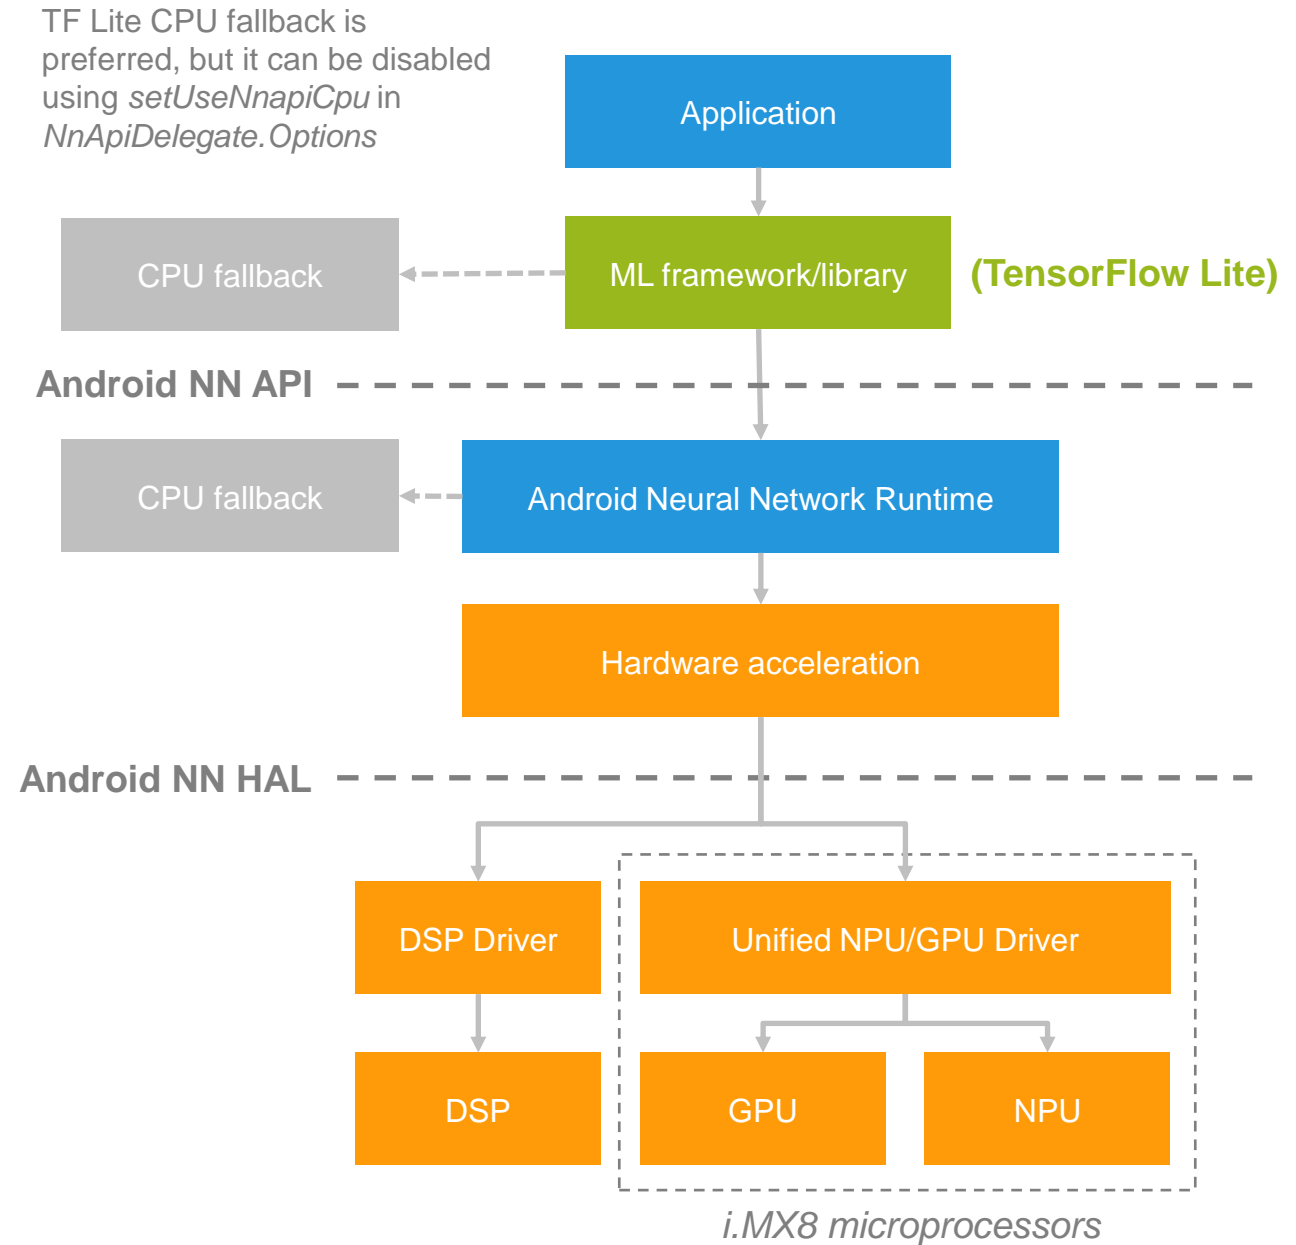 TF Lite CPU fallback is
preferred, but it can be disabled
using setUseNnapiCpu in
NnApiDelegate.Options
Application
CPU fallback
ML framework/library
(TensorFlow Lite)
Android NN API
CPU fallback
Android Neural Network Runtime
Hardware acceleration
Android NN HAL
DSP Driver
Unified NPU/GPU Driver
DSP
GPU
NPU
i.MX8 microprocessors